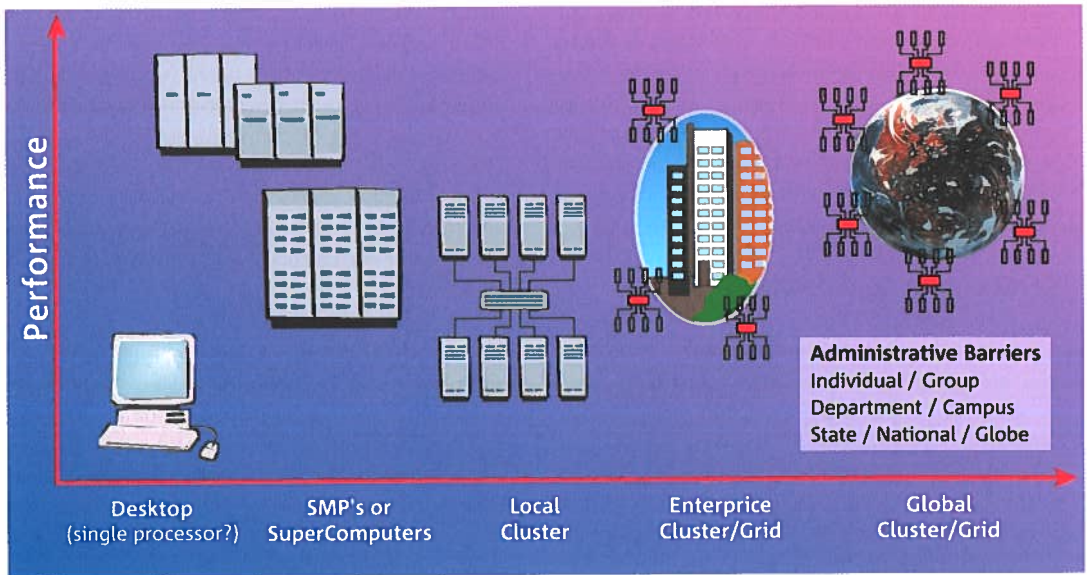 Performance
Administrative Barriers
Individual / Group
Department / Campus
State / National / Globe
Desktop
(single processor?)
SMP's or
SuperComputers
Local
Cluster
Enterprice
Cluster/Grid
Global
Cluster/Grid